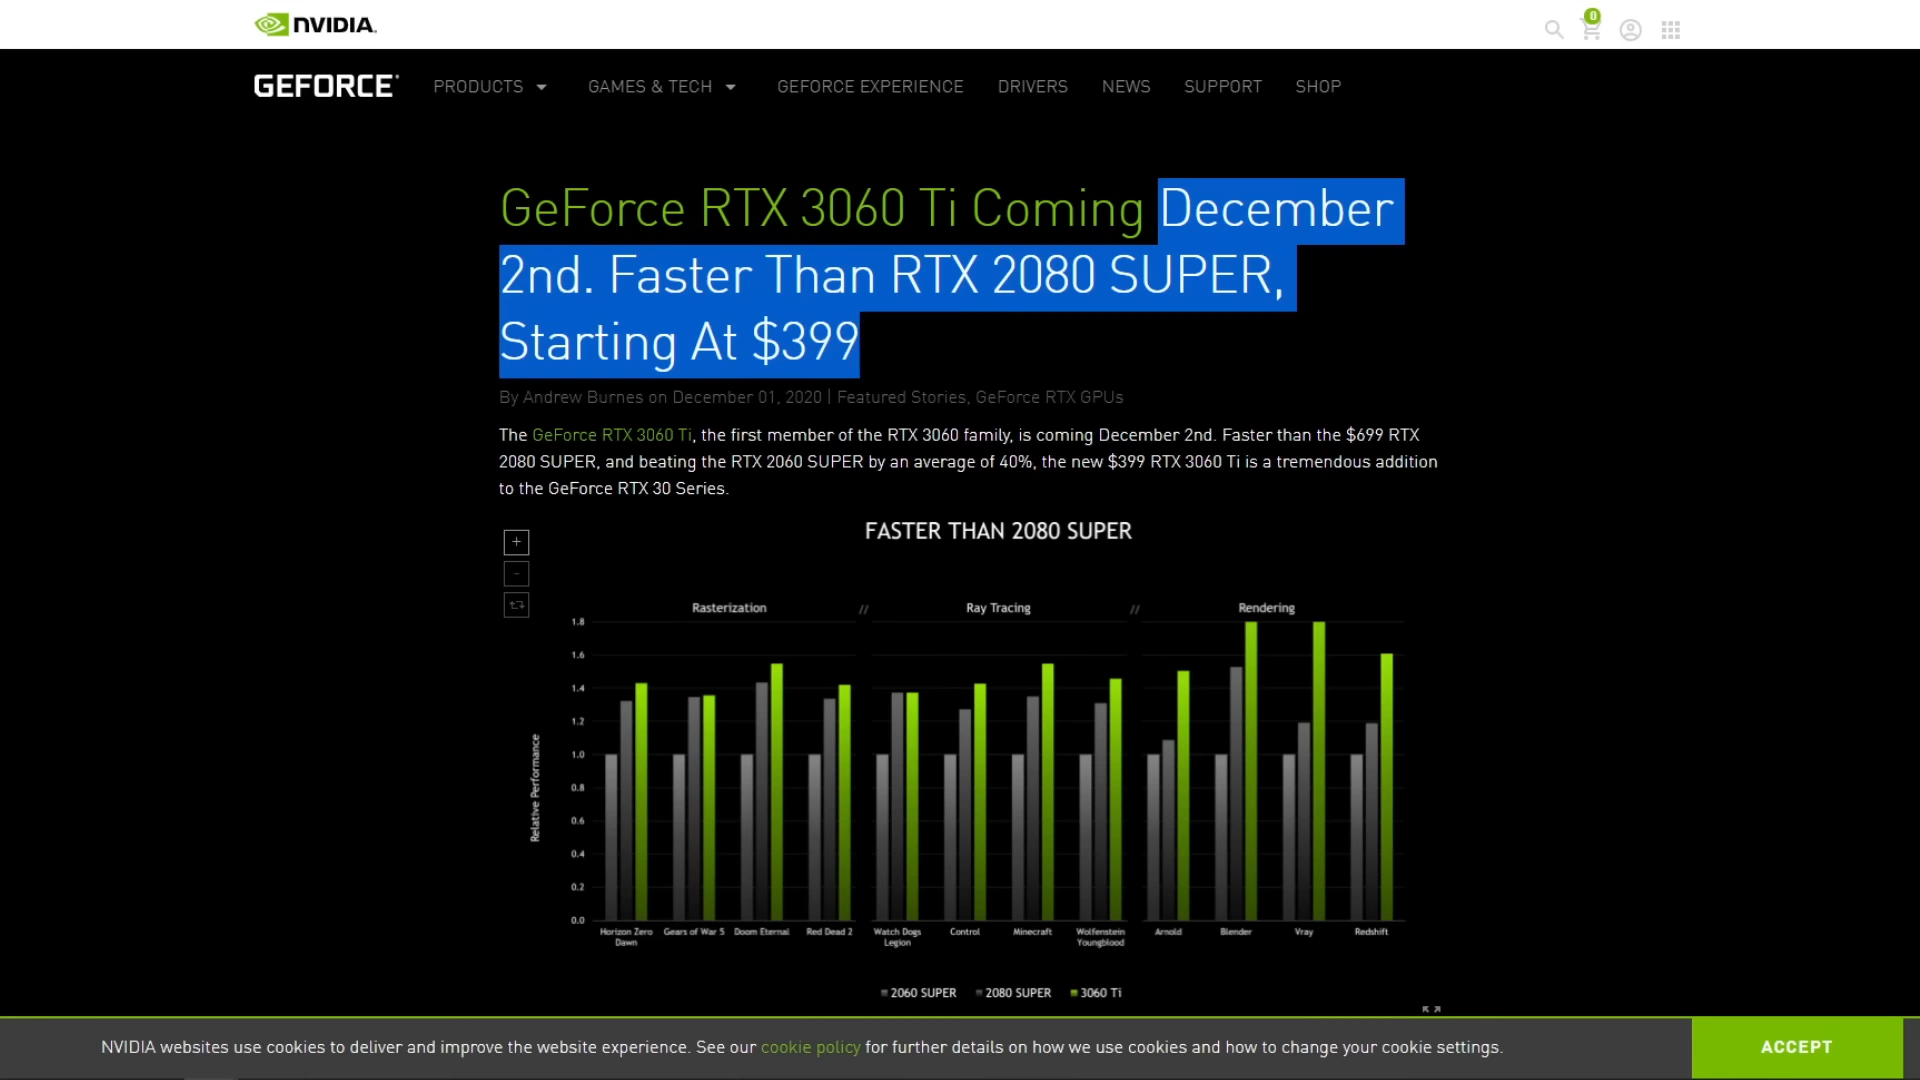 NVIDIA.
0
GEFORCE
PRODUCTS
GAMES & TECH
GEFORCE EXPERIENCE
DRIVERS
NEWS
SUPPORT
SHOP
GeForce RTX 3060 Ti Coming December
2nd. Faster Than RTX 2080 SUPER,
Starting At $399
By Andrew Burnes on December 01, 2020 | Featured Stories, GeForce RTX GPUs
The GeForce RTX 3060 Ti, the first member of the RTX 3060 family, is coming December 2nd. Faster than the $699 RTX
2080 SUPER, and beating the RTX 2060 SUPER by an average of 40%, the new $399 RTX 3060 Ti is a tremendous addition
to the GeForce RTX 30 Series.
FASTER THAN 2080 SUPER
+
-
Rasterization // Ray Tracing // Rendering
1.8
1.6
1.4
1.2
1.0
0.8
0.6
0.4
0.2
0.0
Relative Performance
Horizon Zero
Dawn
Gears of War 5
Doom Eternal
Red Dead 2
Watch Dogs
Legion
Control
Minecraft
Wolfenstein
Youngblood
Arnold
Blender
Vray
Redshift
2060 SUPER 2080 SUPER 3060 Ti
NVIDIA websites use cookies to deliver and improve the website experience. See our cookie policy for further details on how we use cookies and how to change your cookie settings.
ACCEPT